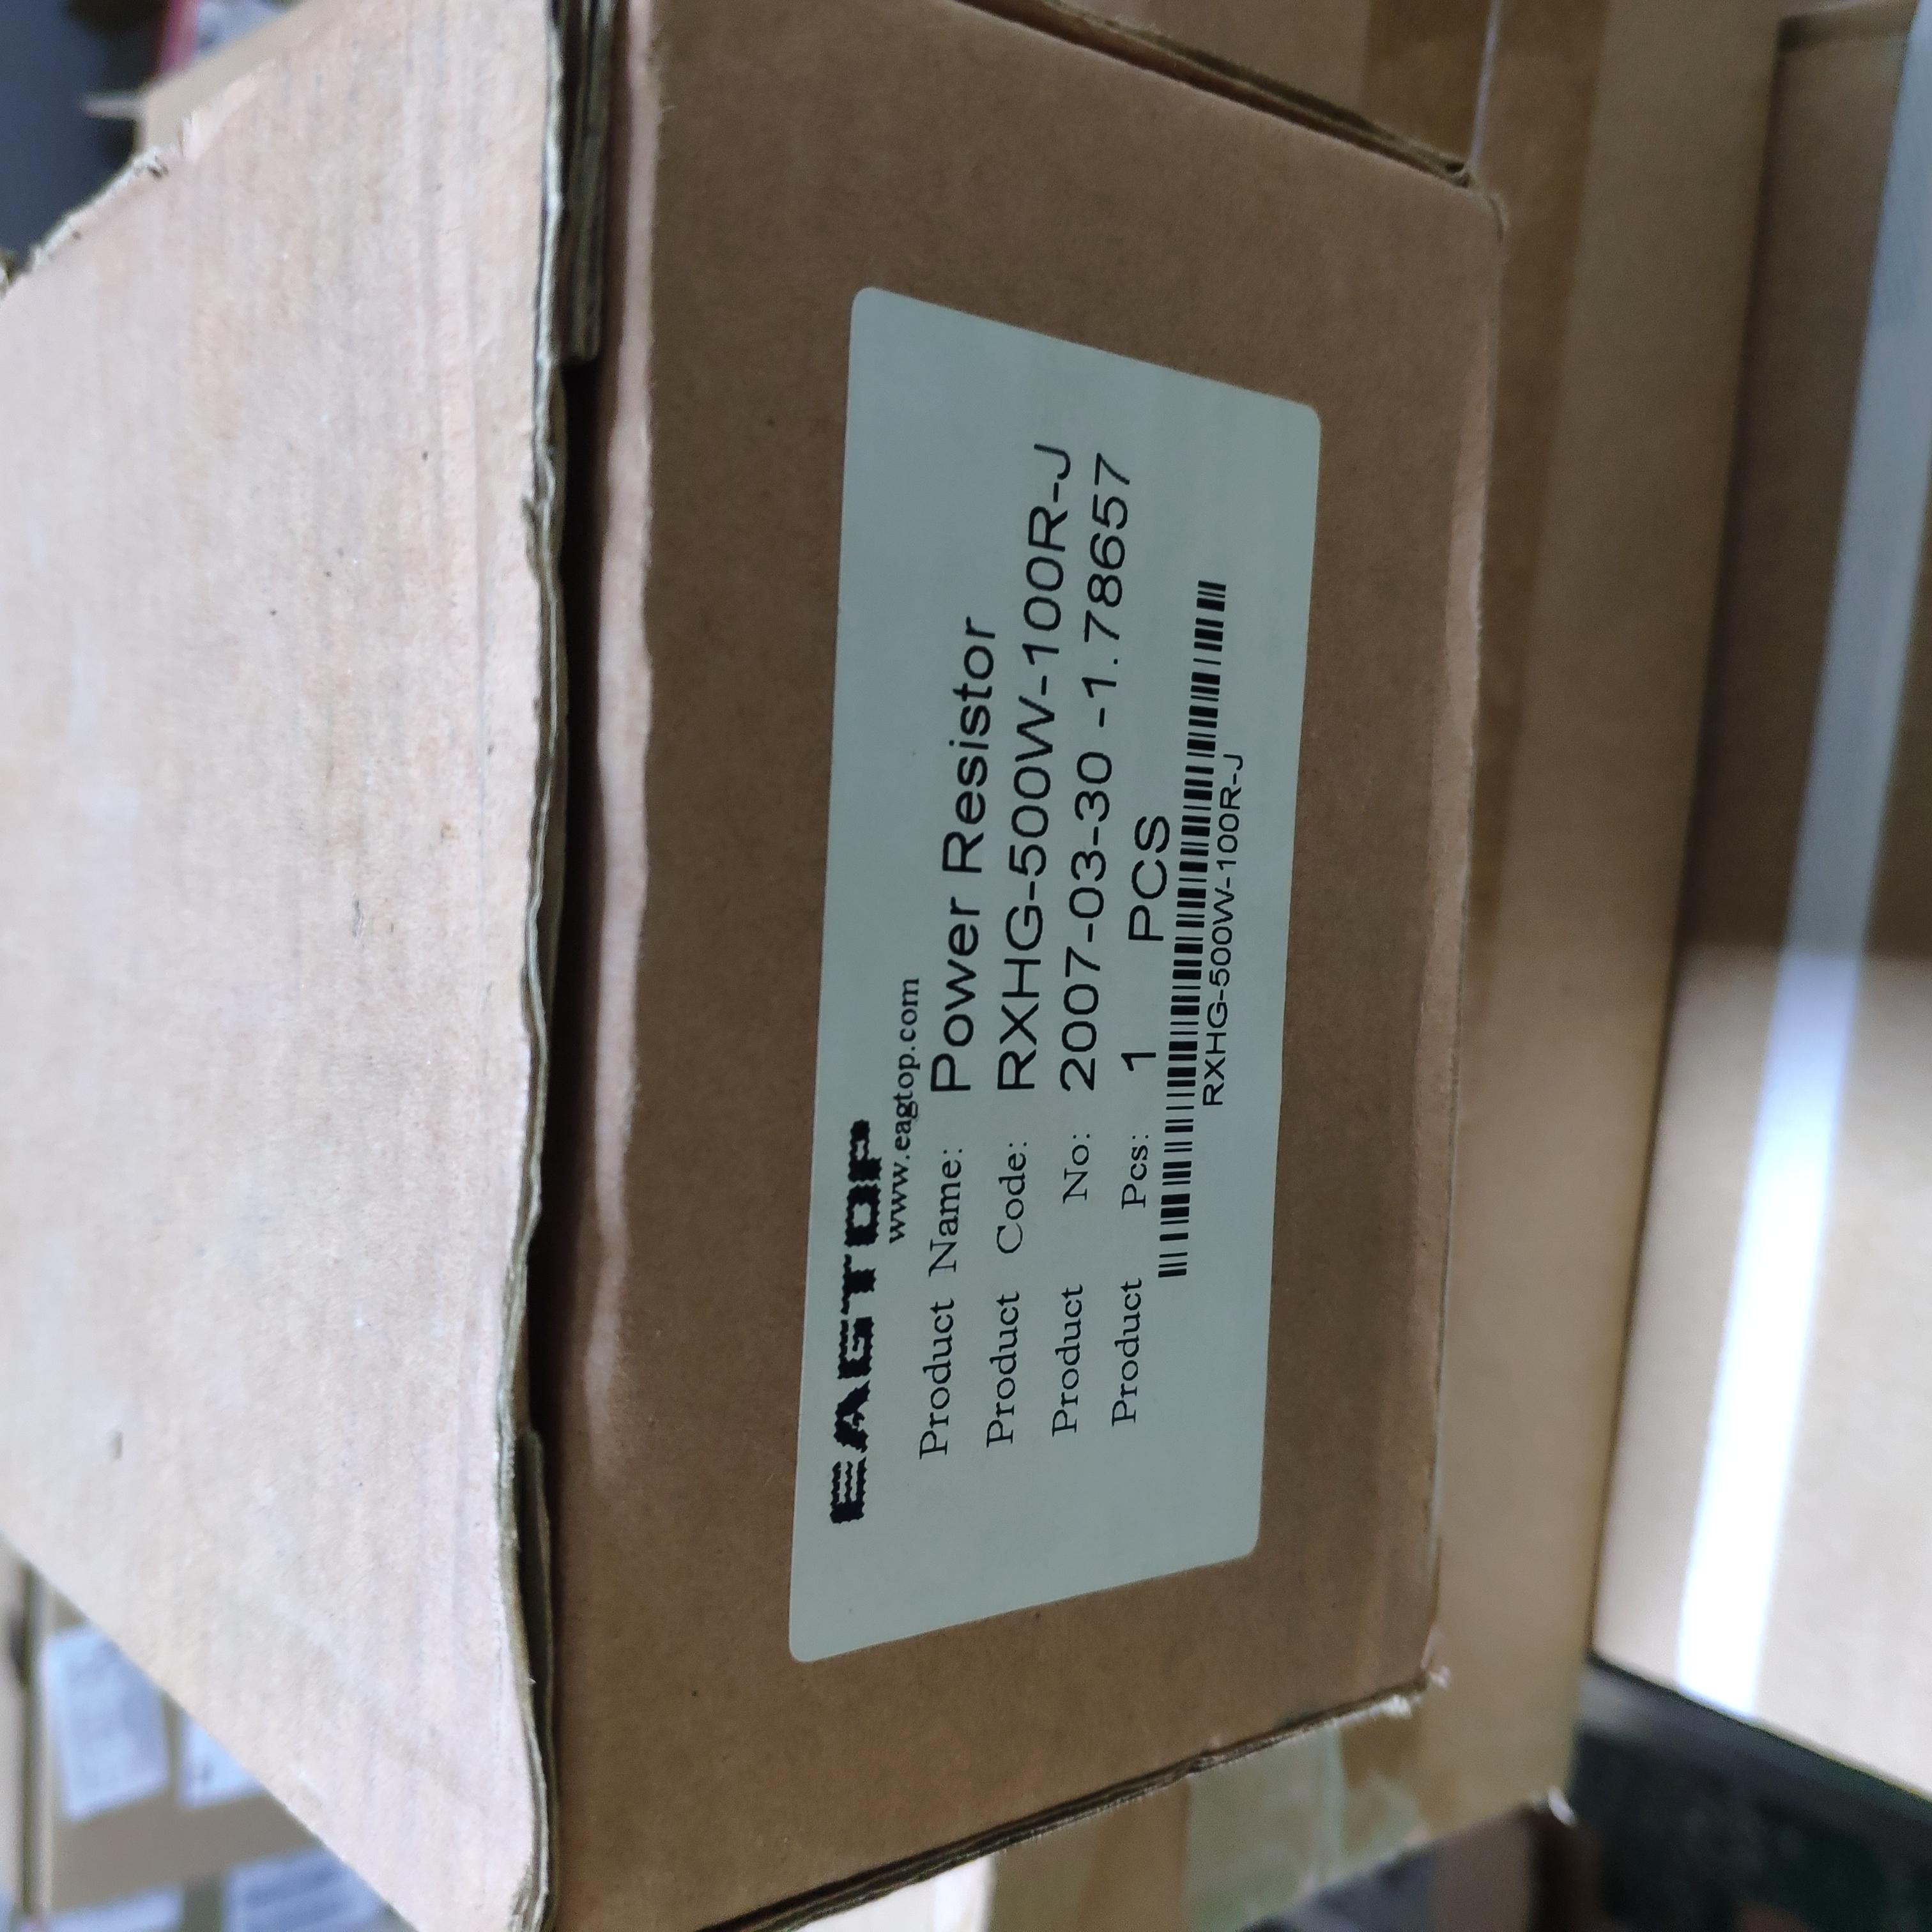 EAGTOP
www.eagtop.com
Product Name: Power Resistor
Product Code: RXHG-500W-100R-J
Product No: 2007-03-30 -1.78657
Product Pcs: 1 PCS
RXHG-500W-100R-J